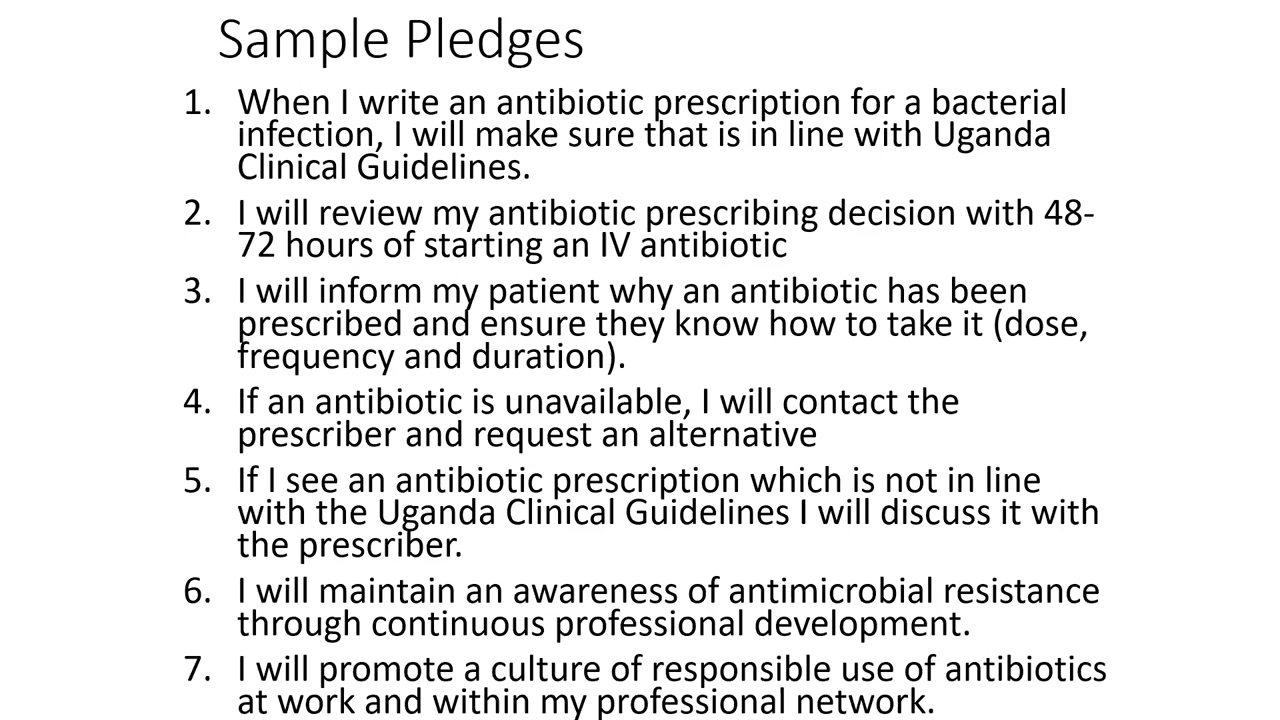 Sample Pledges
1. When I write an antibiotic prescription for a bacterial
infection, I will make sure that is in line with Uganda
Clinical Guidelines.
2. I will review my antibiotic prescribing decision with 48-
72 hours of starting an IV antibiotic
3. I will inform my patient why an antibiotic has been
prescribed and ensure they know how to take it (dose,
frequency and duration).
4. If an antibiotic is unavailable, I will contact the
prescriber and request an alternative
5. If I see an antibiotic prescription which is not in line
with the Uganda Clinical Guidelines I will discuss it with
the prescriber.
6. I will maintain an awareness of antimicrobial resistance
through continuous professional development.
7. I will promote a culture of responsible use of antibiotics
at work and within my professional network.